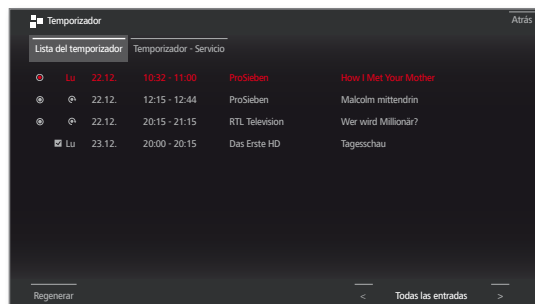 Temporizador Atrás
Lista del temporizador Temporizador - Servicio
Lu 22.12. 10:32 - 11:00 ProSieben How I Met Your Mother
22.12. 12:15 - 12:44 ProSieben Malcolm mittendrin
22.12. 20:15 - 21:15 RTL Television Wer wird Millionär?
Lu 23.12. 20:00 - 20:15 Das Erste HD Tagesschau
Regenerar < Todas las entradas >